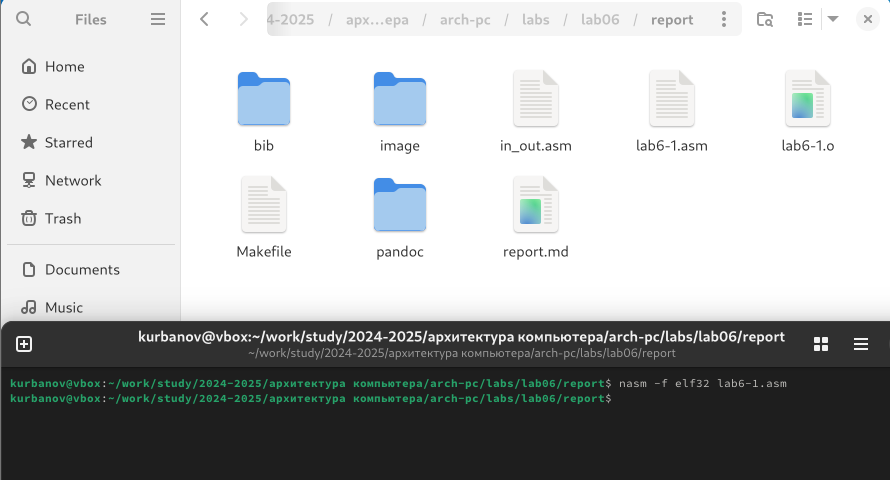 Files
4-2025 / арх…ера / arch-pc / labs / lab06 / report
Home
Recent
Starred
Network
Trash
Documents
Music
bib
image
in_out.asm
lab6-1.asm
lab6-1.o
Makefile
pandoc
report.md
kurbanov@vbox:~/work/study/2024-2025/архитектура компьютера/arch-pc/labs/lab06/report
~/work/study/2024-2025/архитектура компьютера/arch-pc/labs/lab06/report
kurbanov@vbox:~/work/study/2024-2025/архитектура компьютера/arch-pc/labs/lab06/report$ nasm -f elf32 lab6-1.asm
kurbanov@vbox:~/work/study/2024-2025/архитектура компьютера/arch-pc/labs/lab06/report$